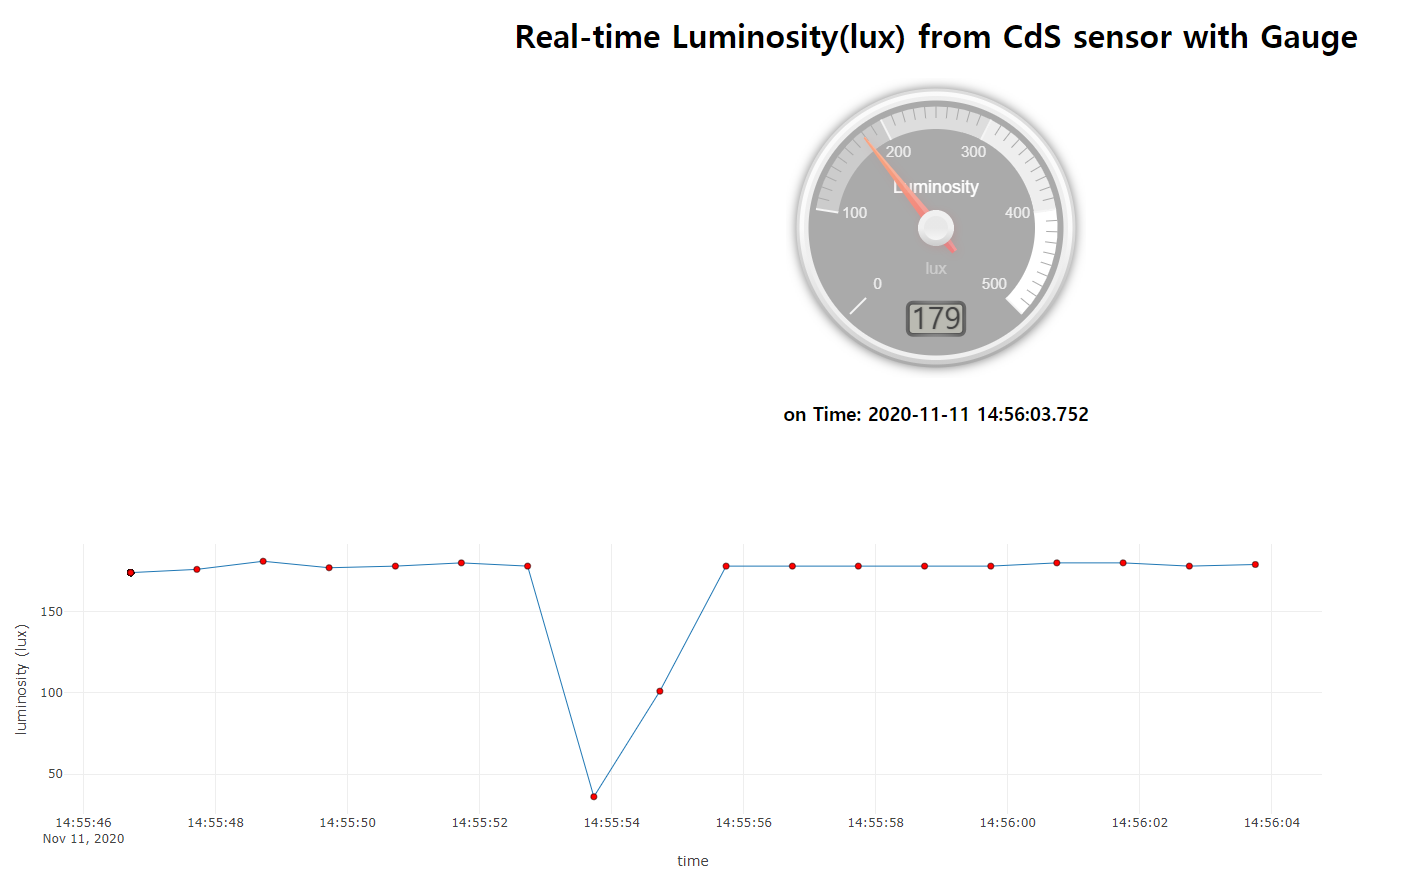 Real-time Luminosity(lux) from CdS sensor with Gauge
200 300
Luminosity
100 400
lux
0 500
179
on Time: 2020-11-11 14:56:03.752
luminosity (lux)
150
100
50
14:55:46 14:55:48 14:55:50 14:55:52 14:55:54 14:55:56 14:55:58 14:56:00 14:56:02 14:56:04
Nov 11, 2020
time